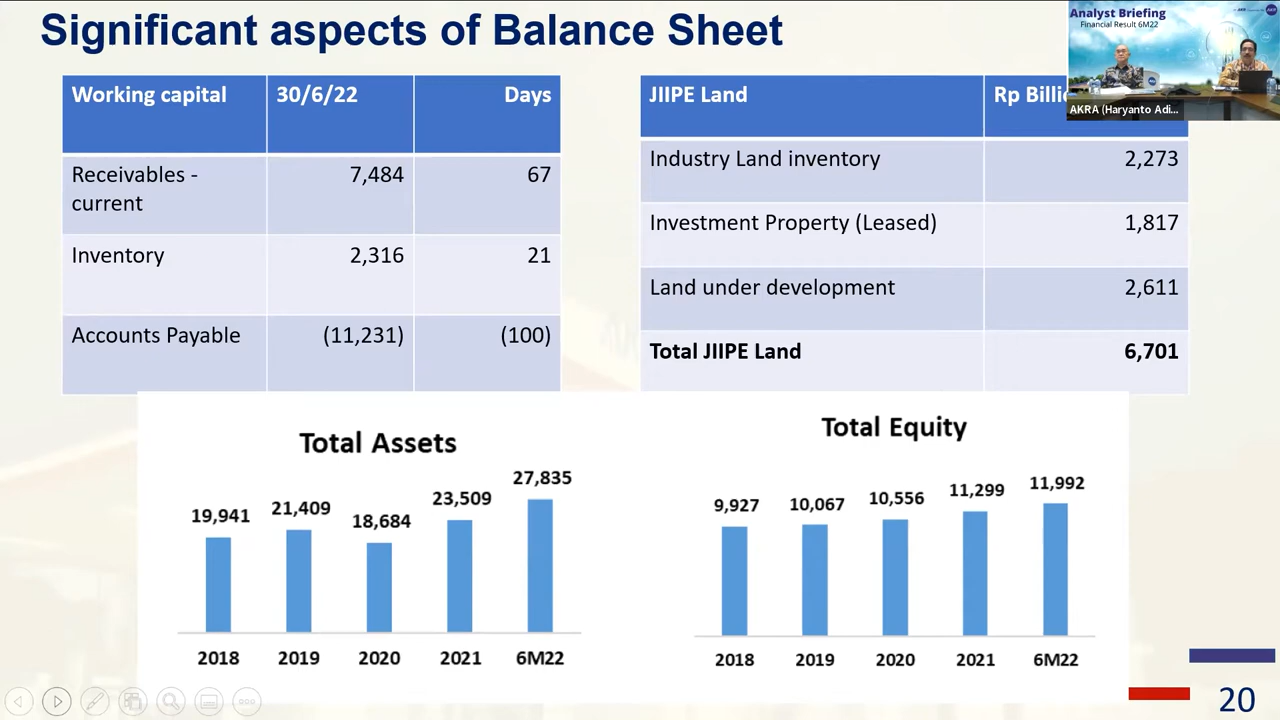 Significant aspects of Balance Sheet
Analyst Briefing
Financial Result 6M22
AKRA (Haryanto Adi...
Working capital 30/6/22 Days
Receivables - 7,484 67
current
Inventory 2,316 21
Accounts Payable (11,231) (100)
JIIPE Land Rp
Industry Land inventory 2,273
Investment Property (Leased) 1,817
Land under development 2,611
Total JIIPE Land 6,701
Total Assets
19,941 21,409 18,684 23,509 27,835
2018 2019 2020 2021 6M22
Total Equity
9,927 10,067 10,556 11,299 11,992
2018 2019 2020 2021 6M22
20